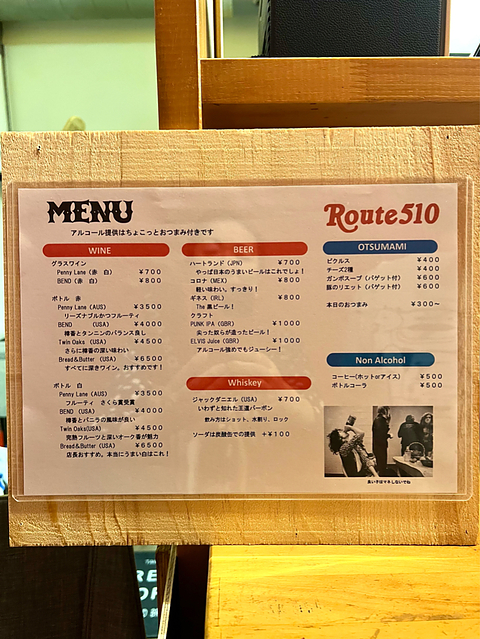 MENU
Route510
アルコール提供はちょこっとおつまみ付きです
WINE
グラスワイン
Penny Lane (赤 白) ¥700
BEND (赤 白) ¥800
ボトル 赤
Penny Lane (AUS) ¥3500
リーズナブルかつフルーティ
BEND (USA) ¥4000
樽香とタンニンのバランス良し
Twin Oaks (USA) ¥4500
さらに樽香の深い味わい
Bread&Butter (USA) ¥6500
すべてに深きワイン。おすすめです!
ボトル 白
Penny Lane (AUS) ¥3500
フルーティ さくら賞受賞
BEND (USA) ¥4000
樽香とバニラの風味が良い
Twin Oaks(USA) ¥4500
完熟フルーツと深いオーク香が魅力
Bread&Butter (USA) ¥6500
店長おすすめ。本当にうまい白はこれ!
BEER
ハートランド (JPN) ¥700
やっぱ日本のうまいビールはこれでしょ!
コロナ (MEX) ¥800
軽い味わい。すっきり!
ギネス (IRL) ¥800
The 黒ビール!
クラフト
PUNK IPA (GBR) ¥1000
尖った奴らが造ったビール!
ELVIS Juice (GBR) ¥1000
アルコール強めでもジューシー!
Whiskey
ジャックダニエル (USA) ¥700
いわずと知れた王道バーボン
飲み方はショット、水割り、ロック
ソーダは炭酸缶での提供 +¥100
OTSUMAMI
ピクルス ¥400
チーズ2種 ¥400
ガンボスープ (バゲット付) ¥600
豚のリエット (バゲット付) ¥600
本日のおつまみ ¥300~
Non Alcohol
コーヒー(ホットorアイス) ¥500
ボトルコーラ ¥500
良い子はマネしないでね